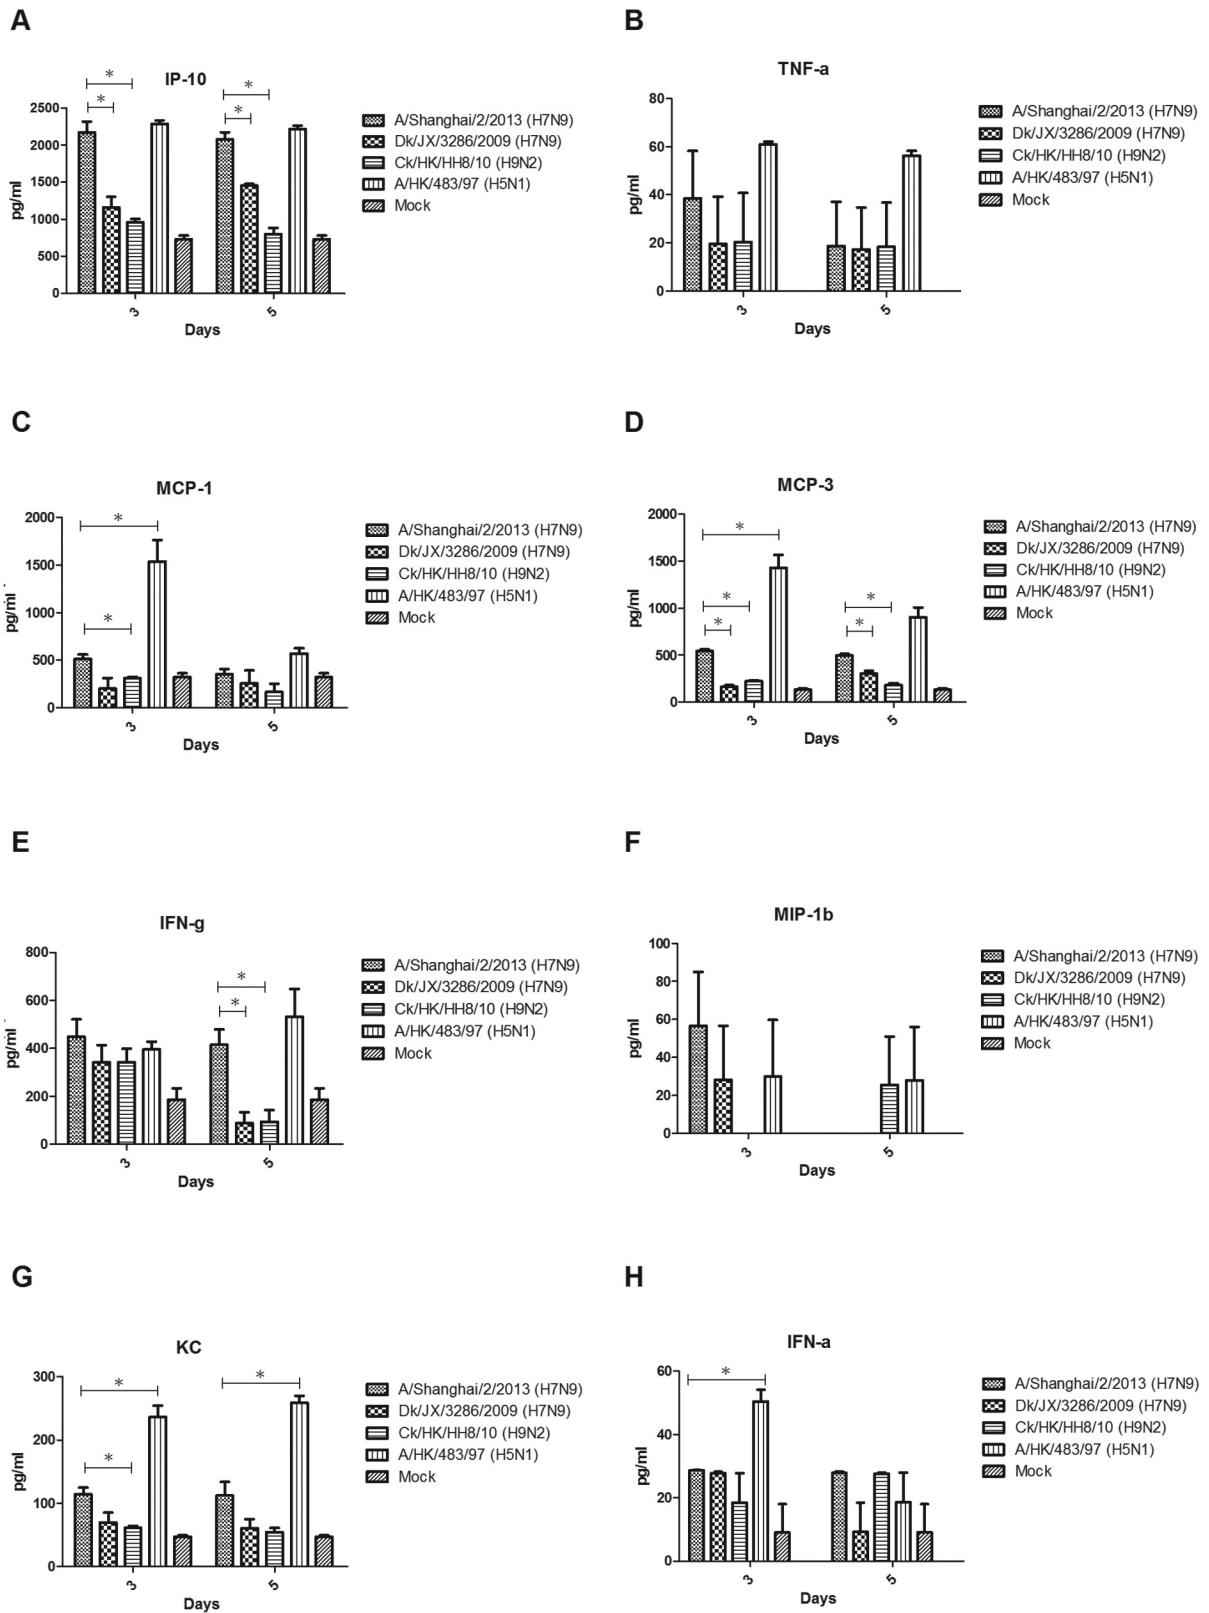 A
IP-10
*
*
*
*
2500
2000
1500
1000
500
0
pg/ml
3
5
Days
A/Shanghai/2/2013 (H7N9)
Dk/JX/3286/2009 (H7N9)
Ck/HK/HH8/10 (H9N2)
A/HK/483/97 (H5N1)
Mock
B
TNF-a
80
60
40
20
0
pg/ml
3
5
Days
A/Shanghai/2/2013 (H7N9)
Dk/JX/3286/2009 (H7N9)
Ck/HK/HH8/10 (H9N2)
A/HK/483/97 (H5N1)
Mock
C
MCP-1
*
*
2000
1500
1000
500
0
pg/ml
3
5
Days
A/Shanghai/2/2013 (H7N9)
Dk/JX/3286/2009 (H7N9)
Ck/HK/HH8/10 (H9N2)
A/HK/483/97 (H5N1)
Mock
D
MCP-3
*
*
*
*
*
2000
1500
1000
500
0
pg/ml
3
5
Days
A/Shanghai/2/2013 (H7N9)
Dk/JX/3286/2009 (H7N9)
Ck/HK/HH8/10 (H9N2)
A/HK/483/97 (H5N1)
Mock
E
IFN-g
*
*
800
600
400
200
0
pg/ml
3
5
Days
A/Shanghai/2/2013 (H7N9)
Dk/JX/3286/2009 (H7N9)
Ck/HK/HH8/10 (H9N2)
A/HK/483/97 (H5N1)
Mock
F
MIP-1b
100
80
60
40
20
0
pg/ml
3
5
Days
A/Shanghai/2/2013 (H7N9)
Dk/JX/3286/2009 (H7N9)
Ck/HK/HH8/10 (H9N2)
A/HK/483/97 (H5N1)
Mock
G
KC
*
*
*
300
200
100
0
pg/ml
3
5
Days
A/Shanghai/2/2013 (H7N9)
Dk/JX/3286/2009 (H7N9)
Ck/HK/HH8/10 (H9N2)
A/HK/483/97 (H5N1)
Mock
H
IFN-a
*
60
40
20
0
pg/ml
3
5
Days
A/Shanghai/2/2013 (H7N9)
Dk/JX/3286/2009 (H7N9)
Ck/HK/HH8/10 (H9N2)
A/HK/483/97 (H5N1)
Mock